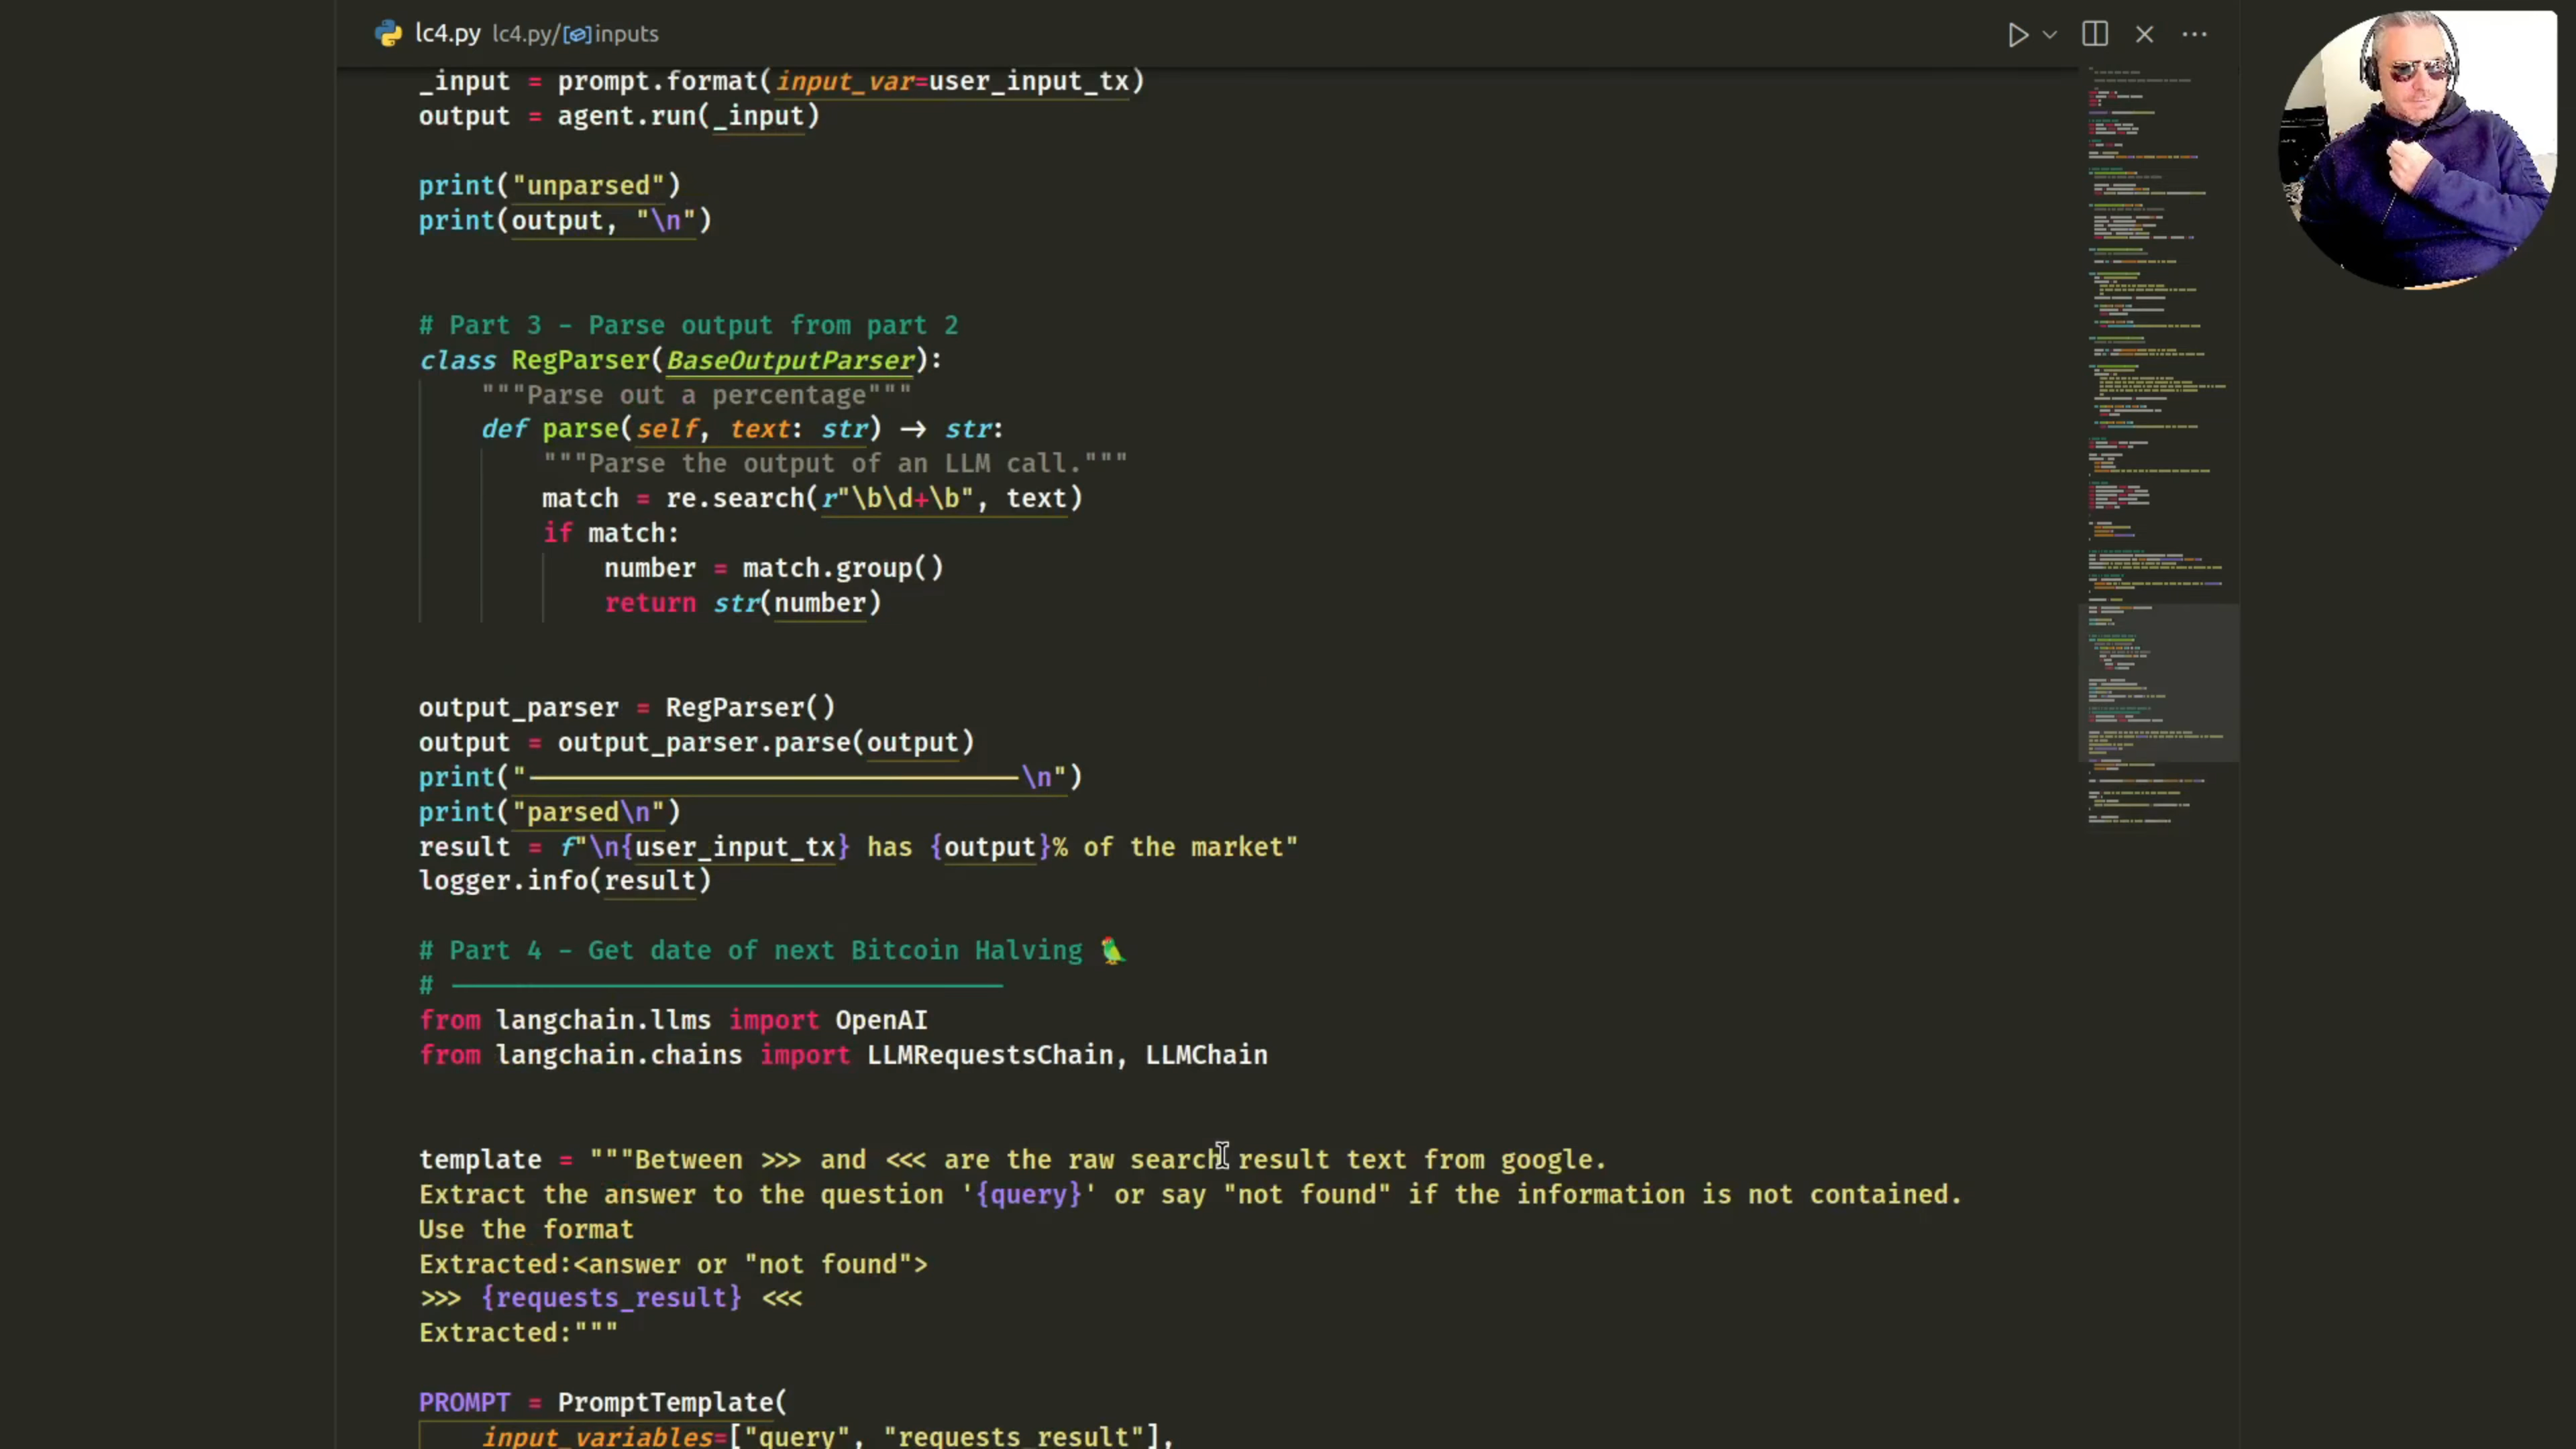 lc4.py lc4.py/inputs
_input = prompt.format(input_var=user_input_tx)
output = agent.run(_input)
print("unparsed")
print(output, "\n")
# Part 3 - Parse output from part 2
class RegParser(BaseOutputParser):
"""Parse out a percentage"""
def parse(self, text: str) -> str:
"""Parse the output of an LLM call."""
match = re.search(r"\b\d+\b", text)
if match:
number = match.group()
return str(number)
output_parser = RegParser()
output = output_parser.parse(output)
print("--------------------------------\n")
print("parsed\n")
result = f"\n{user_input_tx} has {output}% of the market"
logger.info(result)
# Part 4 - Get date of next Bitcoin Halving 🦜
# ------------------------------------
from langchain.llms import OpenAI
from langchain.chains import LLMRequestsChain, LLMChain
template = """Between >>> and <<< are the raw search result text from google.
Extract the answer to the question '{query}' or say "not found" if the information is not contained.
Use the format
Extracted:<answer or "not found">
>>> {requests_result} <<<
Extracted:"""
PROMPT = PromptTemplate(
input_variables=["query", "requests_result"],